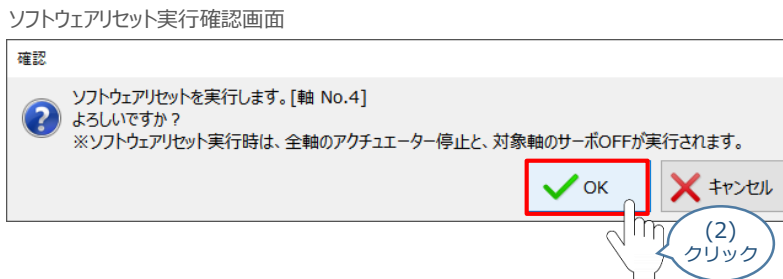 ソフトウェアリセット実行確認画面
確認
ソフトウェアリセットを実行します。[軸 No.4]
よろしいですか？
※ソフトウェアリセット実行時は、全軸のアクチュエーター停止と、対象軸のサーボOFFが実行されます。
OK
キャンセル
(2)
クリック